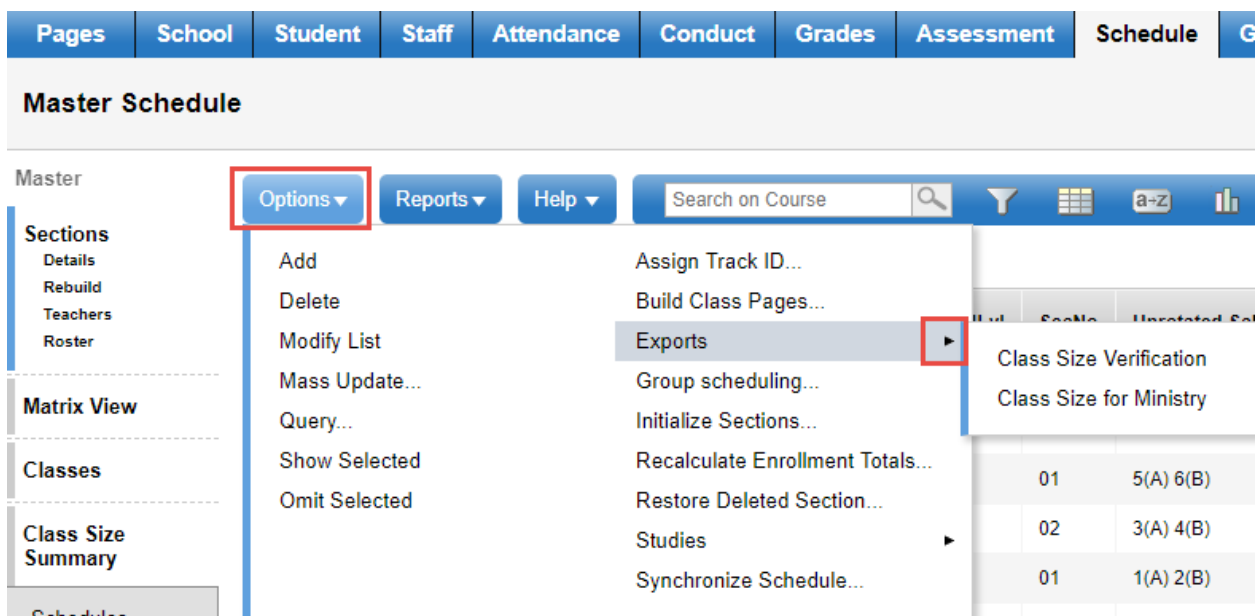 Pages School Student Staff Attendance Conduct Grades Assessment Schedule G
Master Schedule
Master
Sections
Details
Rebuild
Teachers
Roster
Matrix View
Classes
Class Size
Summary
Schedules
Options Reports Help Search on Course a÷z
Add
Delete
Modify List
Mass Update...
Query...
Show Selected
Omit Selected
Assign Track ID...
Build Class Pages...
Exports
Group scheduling...
Initialize Sections...
Recalculate Enrollment Totals...
Restore Deleted Section...
Studies
Synchronize Schedule...
Class Size Verification
Class Size for Ministry
01 5(A) 6(B)
02 3(A) 4(B)
01 1(A) 2(B)